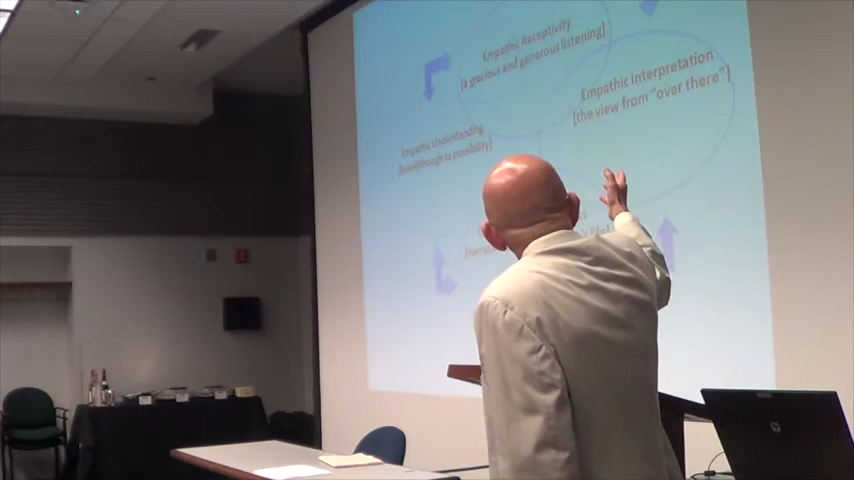 Empathic Receptivity
[a gracious and generous listening]
Empathic Interpretation
[the view from "over there"]
Empathic Understanding
[breakthrough to possibility]